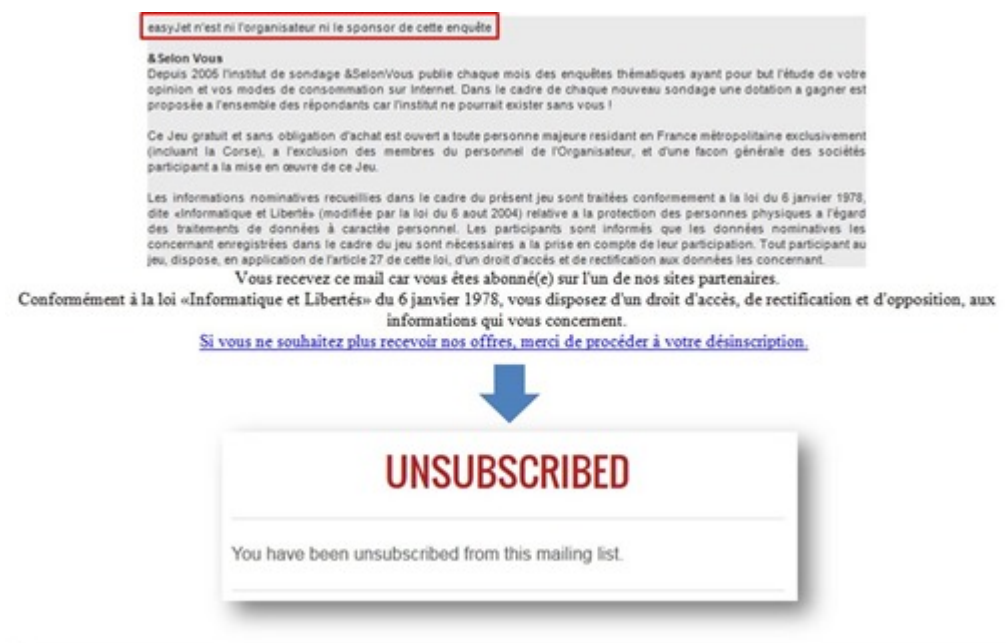 easyJet n'est ni l'organisateur ni le sponsor de cette enquête
&Selon Vous
Depuis 2005 l'institut de sondage &SelonVous publie chaque mois des enquêtes thématiques ayant pour but l'étude de votre
opinion et vos modes de consommation sur Internet. Dans le cadre de chaque nouveau sondage une dotation a gagner est
proposée a l'ensemble des répondants car l'institut ne pourrait exister sans vous !
Ce Jeu gratuit et sans obligation d'achat est ouvert a toute personne majeure residant en France métropolitaine exclusivement
(incluant la Corse), a l'exclusion des membres du personnel de l'Organisateur, et d'une facon générale des sociétés
participant a la mise en œuvre de ce Jeu.
Les informations nominatives recueillies dans le cadre du présent jeu sont traitées conformement a la loi du 6 janvier 1978,
dite «Informatique et Libertés» (modifiée par la loi du 6 aout 2004) relative a la protection des personnes physiques a l'égard
des traitements de données à caractée personnel. Les participants sont informés que les données nominatives les
concernant enregistrées dans le cadre du jeu sont nécessaires a la prise en compte de leur participation. Tout participant au
jeu, dispose, en application de l'article 27 de cette loi, d'un droit d'accés et de rectification aux données les concernant.
Vous recevez ce mail car vous êtes abonné(e) sur l'un de nos sites partenaires.
Conformément à la loi «Informatique et Libertés» du 6 janvier 1978, vous disposez d'un droit d'accès, de rectification et d'opposition, aux
informations qui vous concernent.
Si vous ne souhaitez plus recevoir nos offres, merci de procéder à votre désinscription.
UNSUBSCRIBED
You have been unsubscribed from this mailing list.